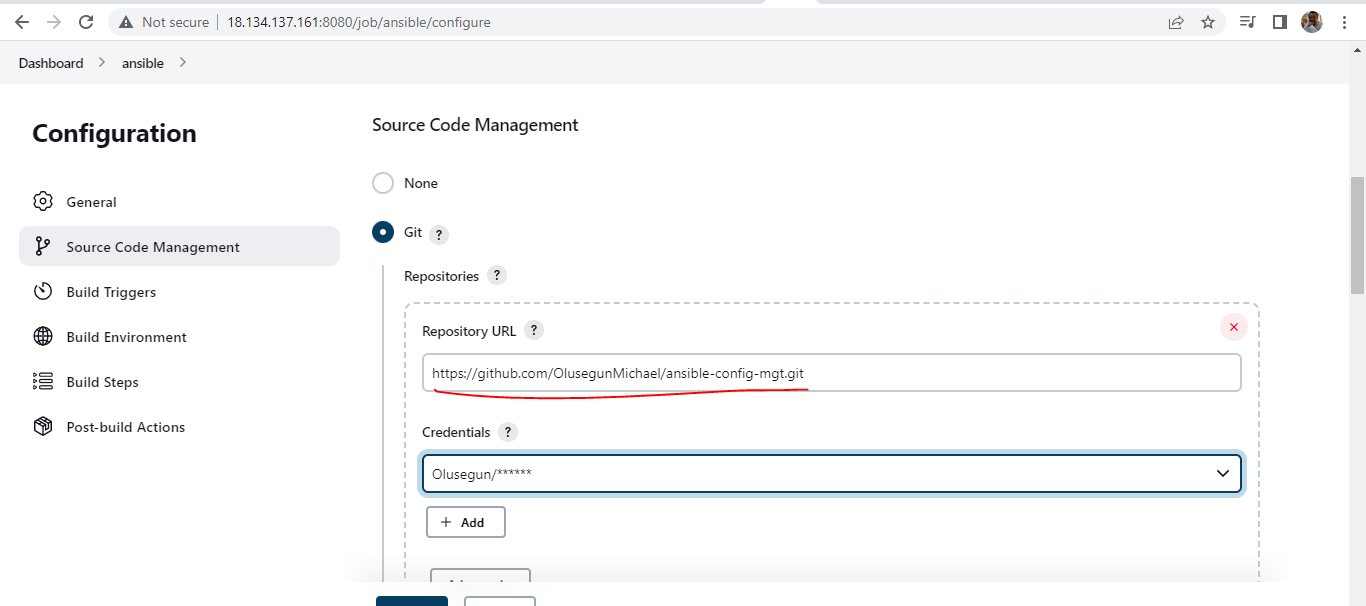 Not secure | 18.134.137.161:8080/job/ansible/configure
Dashboard > ansible >
Configuration
General
Source Code Management
Build Triggers
Build Environment
Build Steps
Post-build Actions
Source Code Management
None
Git ?
Repositories ?
Repository URL ?
https://github.com/OlusegunMichael/ansible-config-mgt.git
Credentials ?
Olusegun/******
+ Add